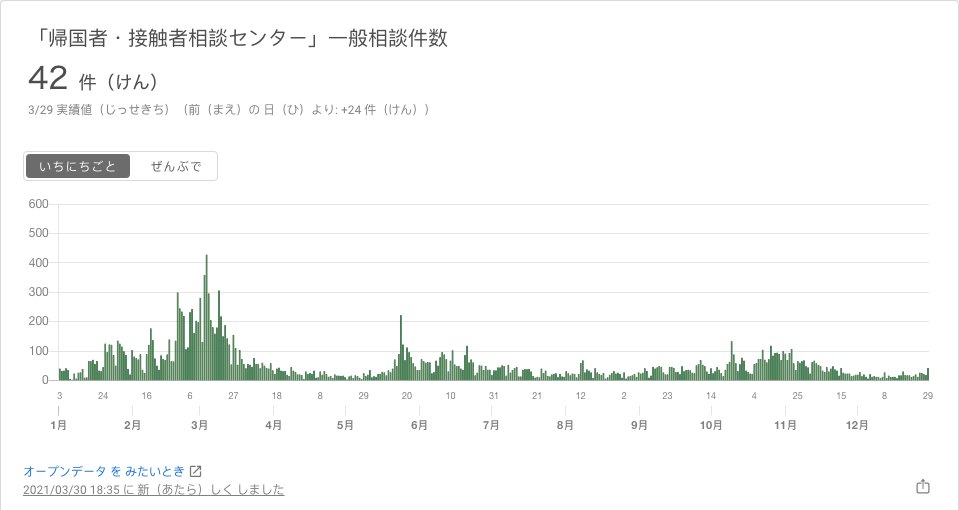 「帰国者・接触者相談センター」一般相談件数
42 件（けん）
3/29 実績値（じっせきち）（前（まえ）の 日（ひ）より: +24 件（けん））
いちにちごと ぜんぶで
600
500
400
300
200
100
0
3 24 16 6 27 18 8 29 20 10 31 21 12 2 23 14 4 25 15 8 29
1月 2月 3月 4月 5月 6月 7月 8月 9月 10月 11月 12月
オープンデータ を みたいとき
2021/03/30 18:35 に 新（あたら）しく しました